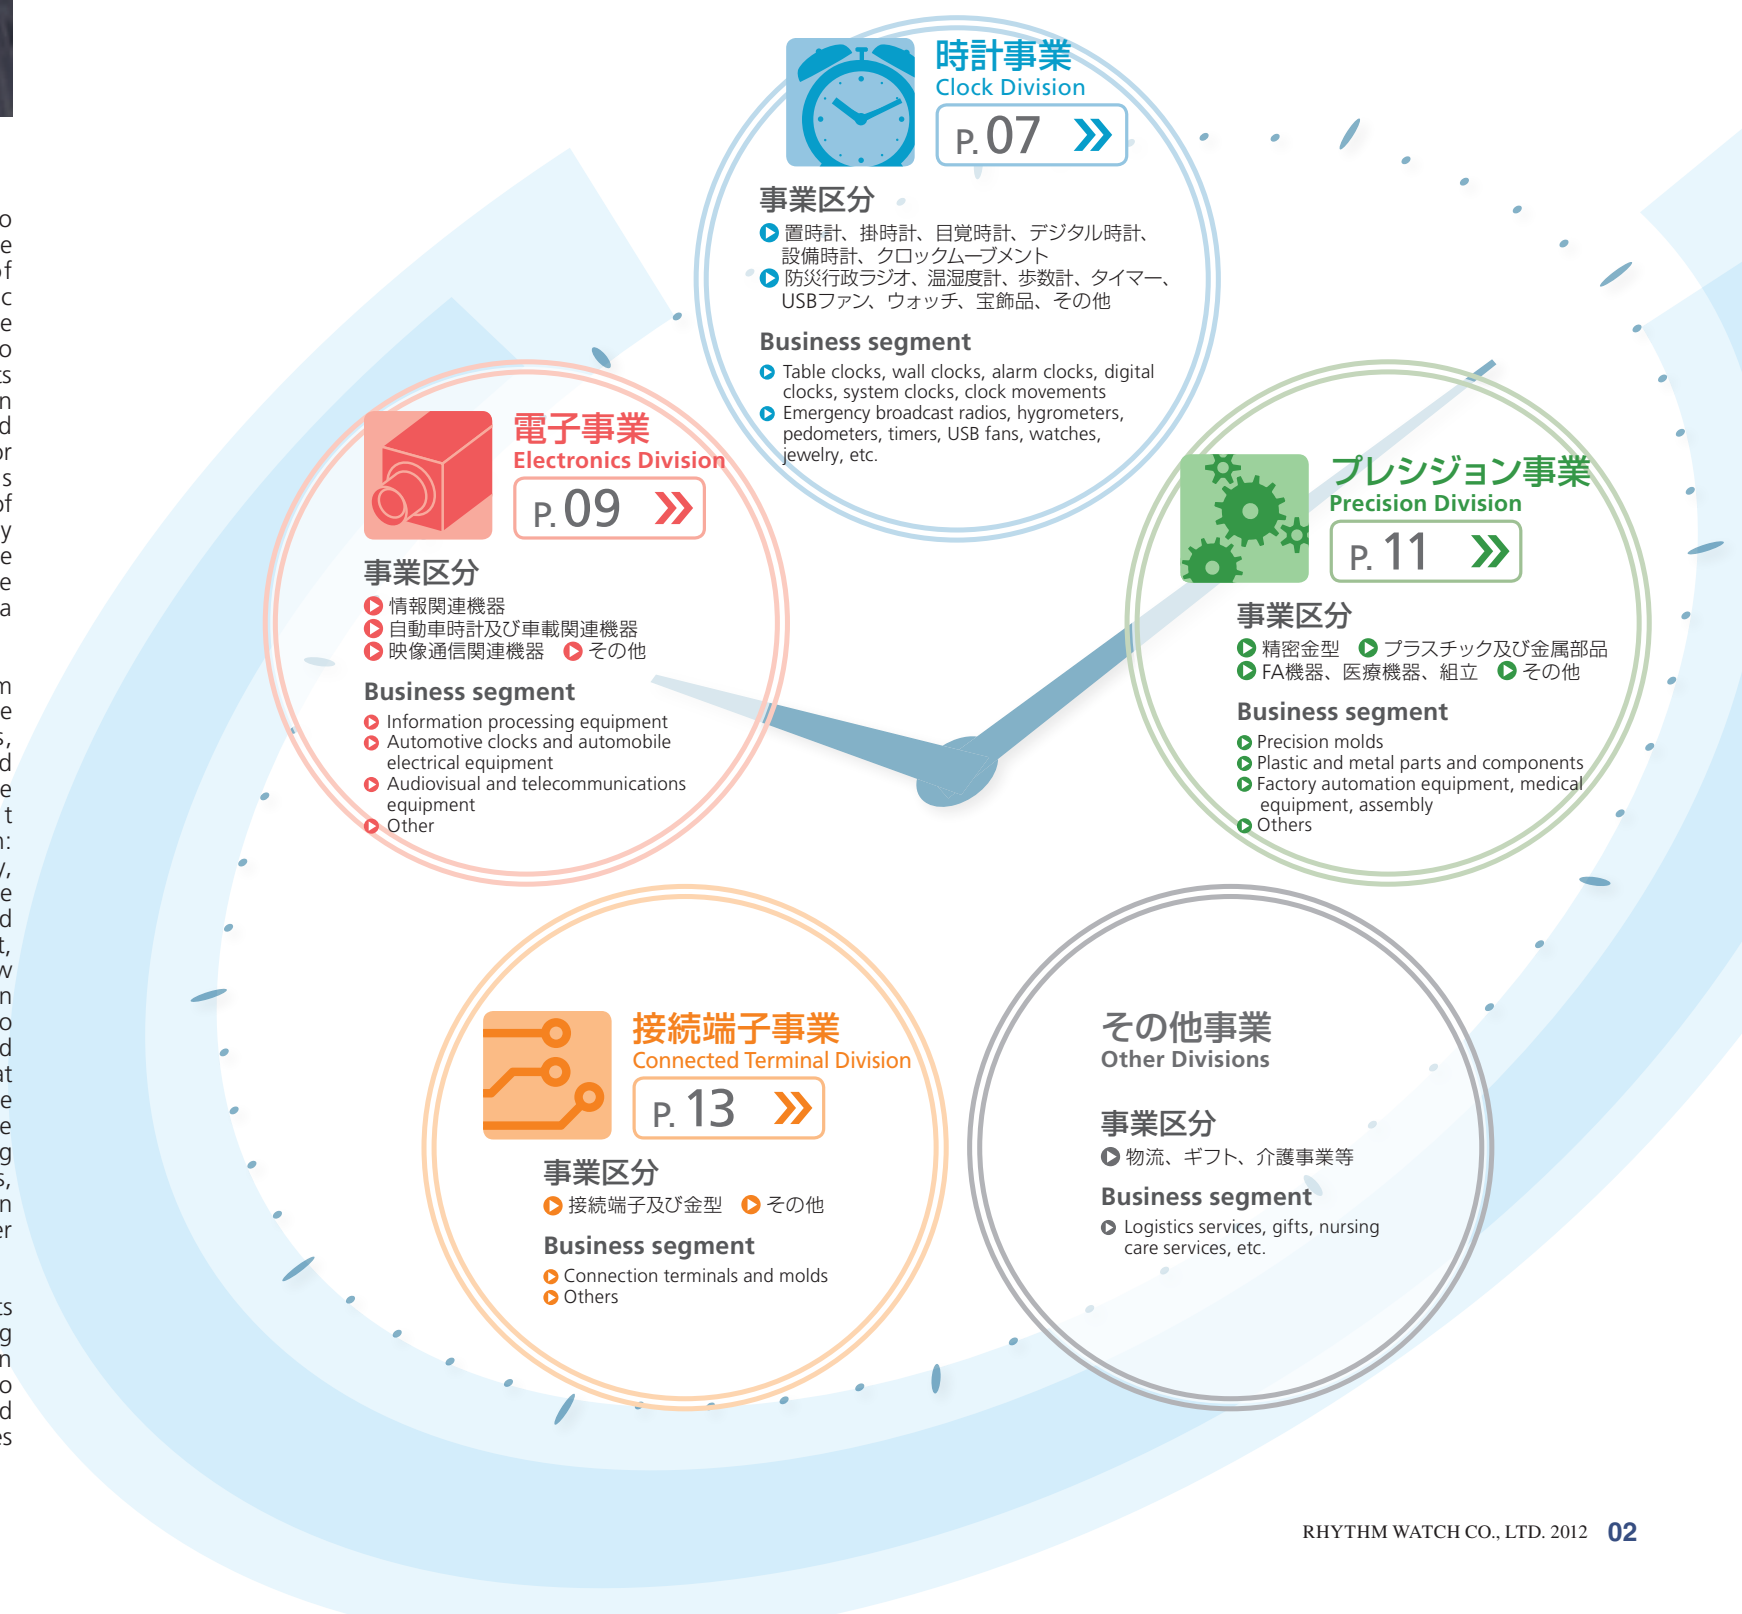 時計事業
Clock Division
P. 07
事業区分
置時計、掛時計、目覚時計、デジタル時計、
設備時計、クロックムーブメント
防災行政ラジオ、温湿度計、歩数計、タイマー、
USBファン、ウォッチ、宝飾品、その他
Business segment
Table clocks, wall clocks, alarm clocks, digital
clocks, system clocks, clock movements
Emergency broadcast radios, hygrometers,
pedometers, timers, USB fans, watches,
jewelry, etc.
電子事業
Electronics Division
P. 09
事業区分
情報関連機器
自動車時計及び車載関連機器
映像通信関連機器 その他
Business segment
Information processing equipment
Automotive clocks and automobile
electrical equipment
Audiovisual and telecommunications
equipment
Other
プレシジョン事業
Precision Division
P. 11
事業区分
精密金型 プラスチック及び金属部品
FA機器、医療機器、組立 その他
Business segment
Precision molds
Plastic and metal parts and components
Factory automation equipment, medical
equipment, assembly
Others
接続端子事業
Connected Terminal Division
P. 13
事業区分
接続端子及び金型 その他
Business segment
Connection terminals and molds
Others
その他事業
Other Divisions
事業区分
物流、ギフト、介護事業等
Business segment
Logistics services, gifts, nursing
care services, etc.
RHYTHM WATCH CO., LTD. 2012 02